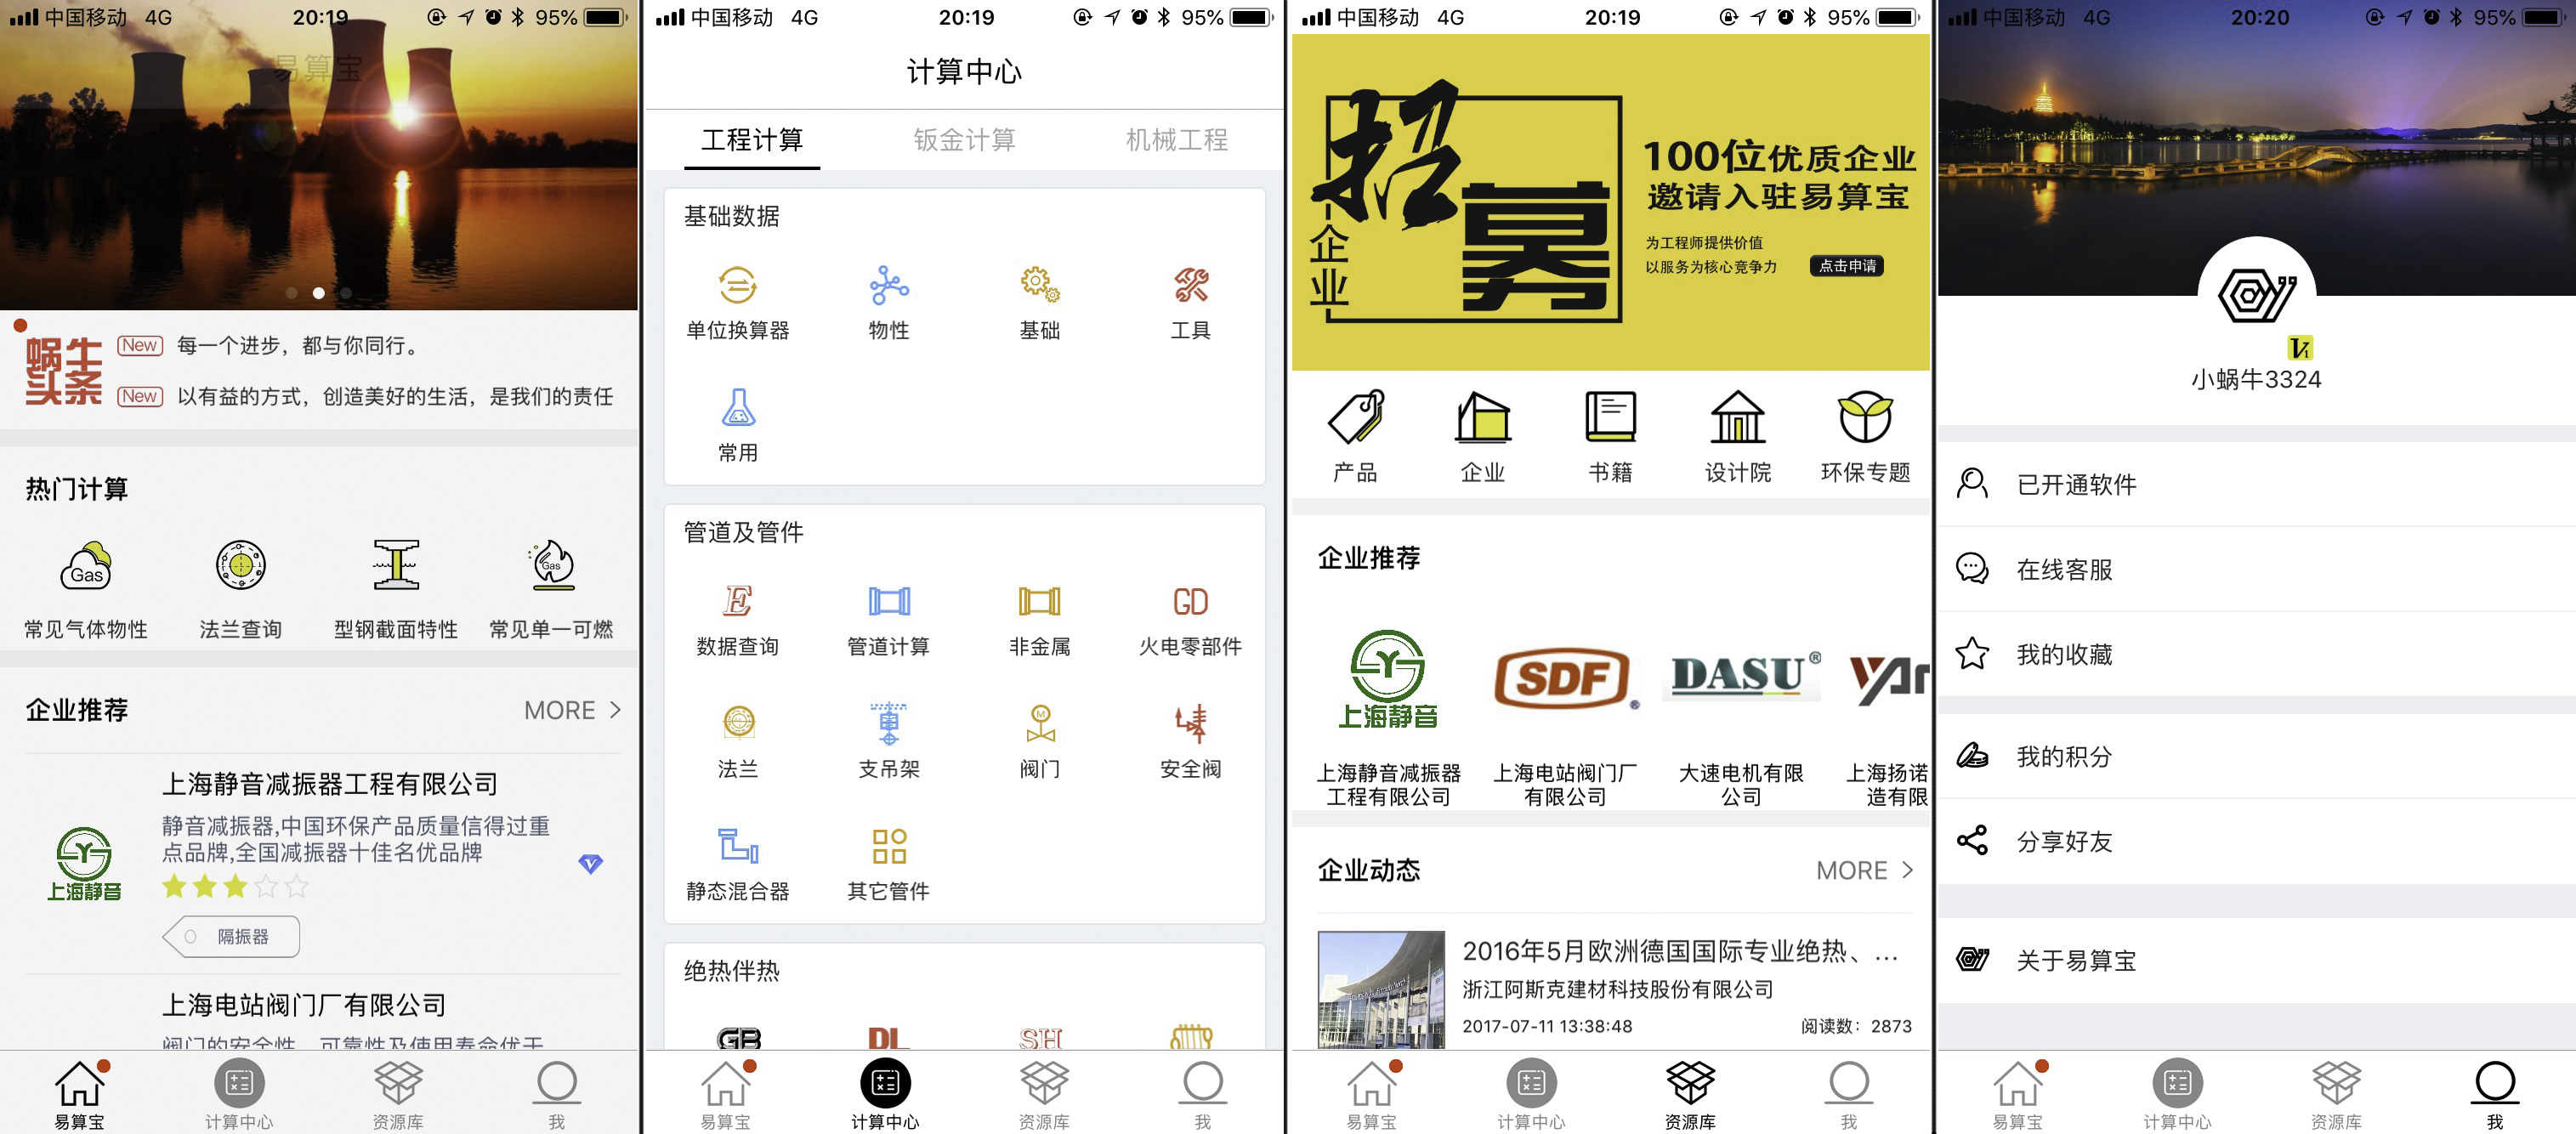 中国移动 4G 20:19 95%
易算宝
蜗牛
头条
New 每一个进步，都与你同行。
New 以有益的方式，创造美好的生活，是我们的责任
热门计算
Gas
Gas
常见气体物性 法兰查询 型钢截面特性 常见单一可燃
企业推荐 MORE
上海静音减振器工程有限公司
静音减振器,中国环保产品质量信得过重
点品牌,全国减振器十佳名优品牌
上海静音
隔振器
上海电站阀门厂有限公司
阀门的安全性、可靠性及使用寿命优于
易算宝 计算中心 资源库 我
中国移动 4G 20:19 95%
计算中心
工程计算 钣金计算 机械工程
基础数据
单位换算器 物性 基础 工具
常用
管道及管件
E GD
数据查询 管道计算 非金属 火电零部件
M
法兰 支吊架 阀门 安全阀
静态混合器 其它管件
绝热伴热
GB DL SH
易算宝 计算中心 资源库 我
中国移动 4G 20:19 95%
招募
企业
100位优质企业
邀请入驻易算宝
为工程师提供价值
以服务为核心竞争力 点击申请
产品 企业 书籍 设计院 环保专题
企业推荐
上海静音
SDF®
DASU®
YAr
上海静音减振器 上海电站阀门厂 大速电机有限 上海扬诺
工程有限公司 有限公司 公司 造有限
企业动态 MORE
2016年5月欧洲德国国际专业绝热、...
浙江阿斯克建材科技股份有限公司
2017-07-11 13:38:48 阅读数：2873
易算宝 计算中心 资源库 我
中国移动 4G 20:20 95%
V1
小蜗牛3324
已开通软件
在线客服
我的收藏
我的积分
分享好友
关于易算宝
易算宝 计算中心 资源库 我